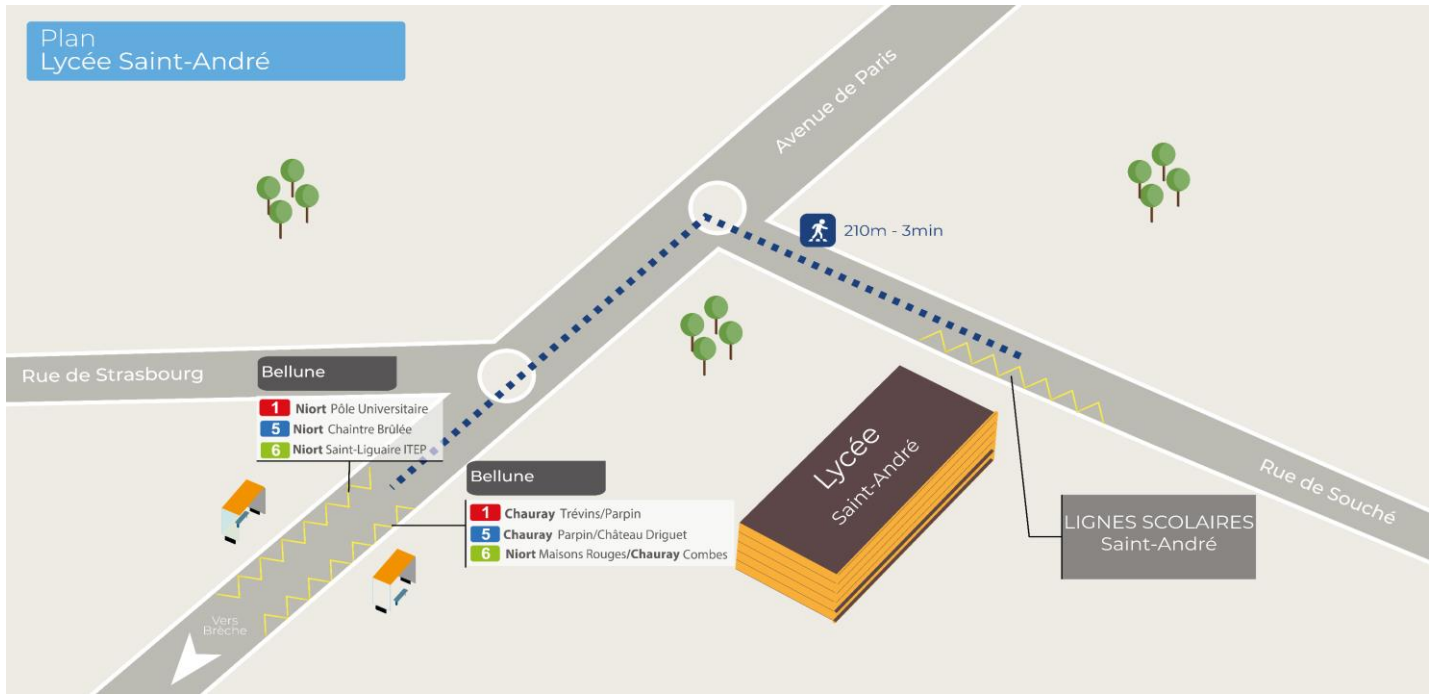 Plan
Lycée Saint-André
Avenue de Paris
210m - 3min
Rue de Strasbourg
Bellune
1 Niort Pôle Universitaire
5 Niort Chaintre Brûlée
6 Niort Saint-Liguaire ITEP
Bellune
1 Chauray Trévins/Parpin
5 Chauray Parpin/Château Driguet
6 Niort Maisons Rouges/Chauray Combes
Lycée
Saint-André
Rue de Souché
LIGNES SCOLAIRES
Saint-André
Vers
Brèche